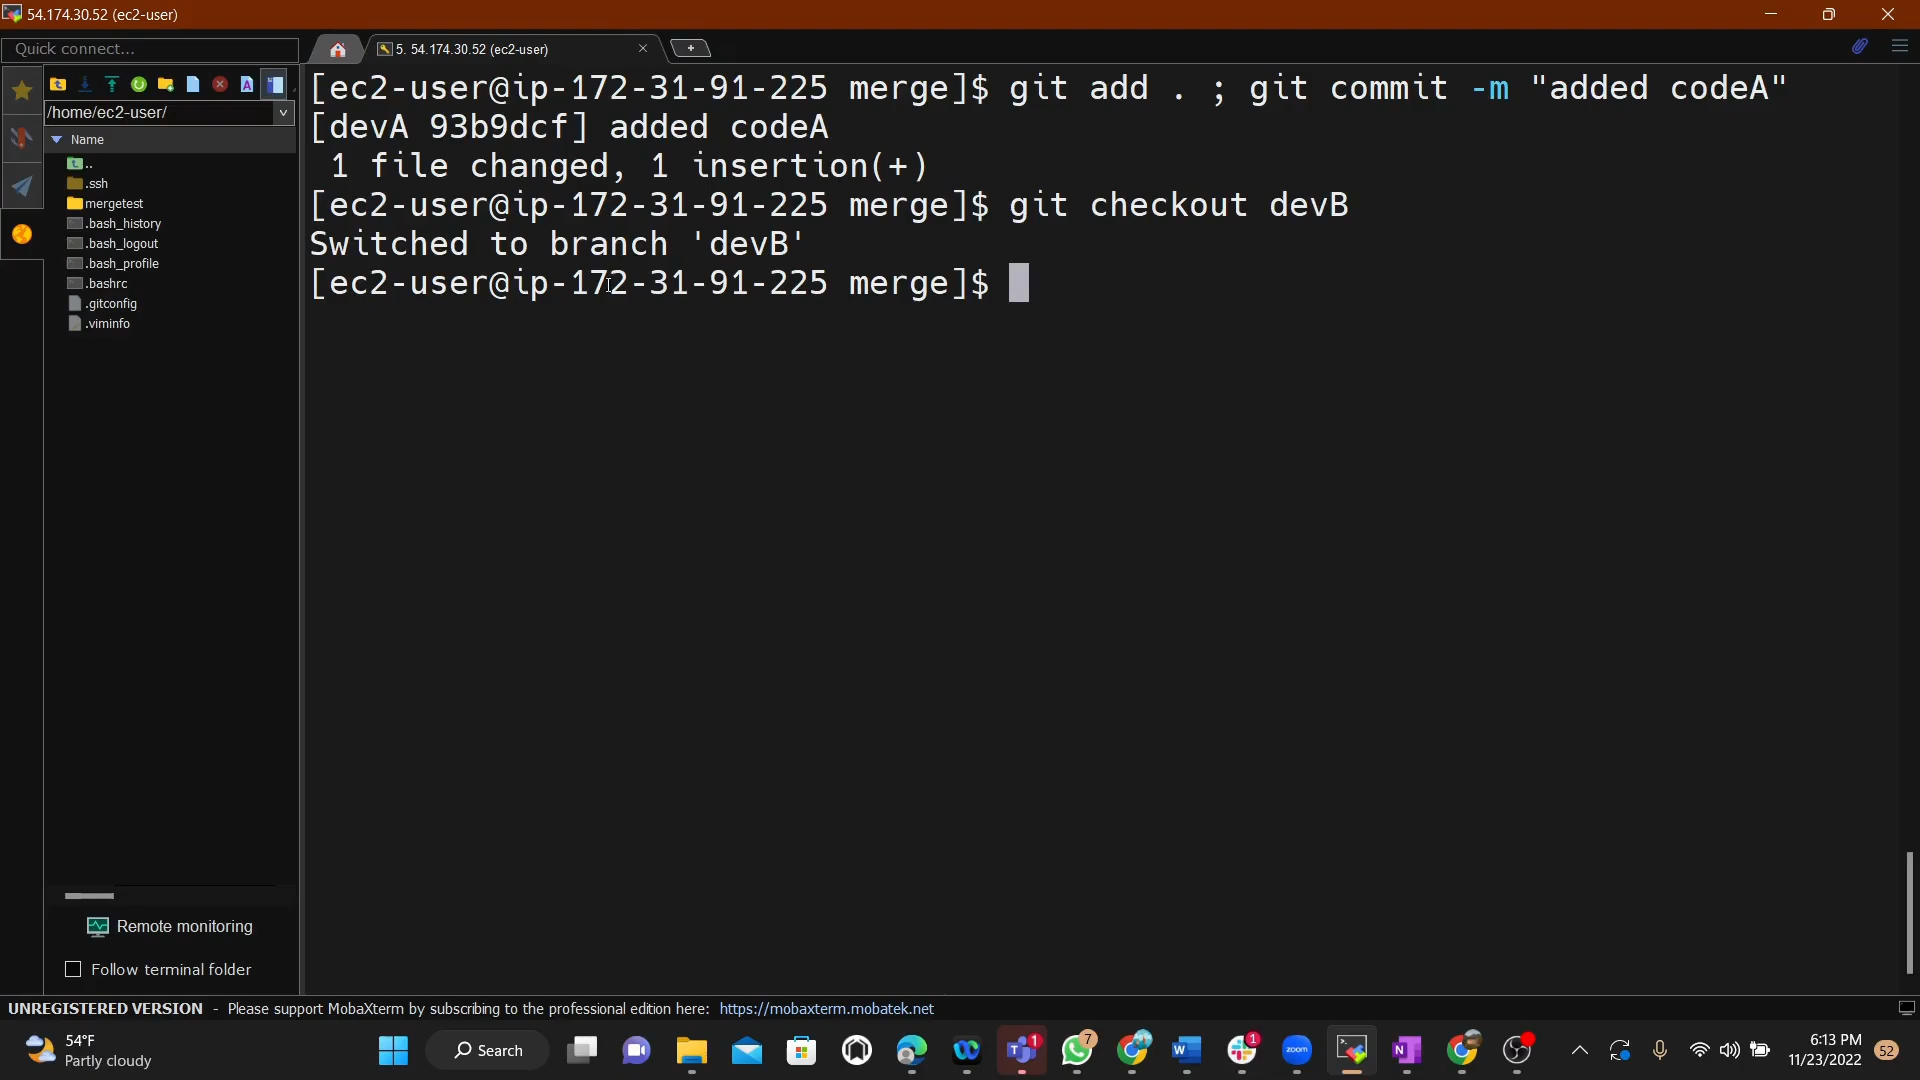 54.174.30.52 (ec2-user)
Quick connect...
5. 54.174.30.52 (ec2-user)
/home/ec2-user/
Name
..
.ssh
mergetest
.bash_history
.bash_logout
.bash_profile
.bashrc
.gitconfig
.viminfo
[ec2-user@ip-172-31-91-225 merge]$ git add . ; git commit -m "added codeA"
[devA 93b9dcf] added codeA
1 file changed, 1 insertion(+)
[ec2-user@ip-172-31-91-225 merge]$ git checkout devB
Switched to branch 'devB'
[ec2-user@ip-172-31-91-225 merge]$
Remote monitoring
Follow terminal folder
UNREGISTERED VERSION - Please support MobaXterm by subscribing to the professional edition here: https://mobaxterm.mobatek.net
54°F
Partly cloudy
Search
1
7
1
zoom
6:13 PM
11/23/2022
52